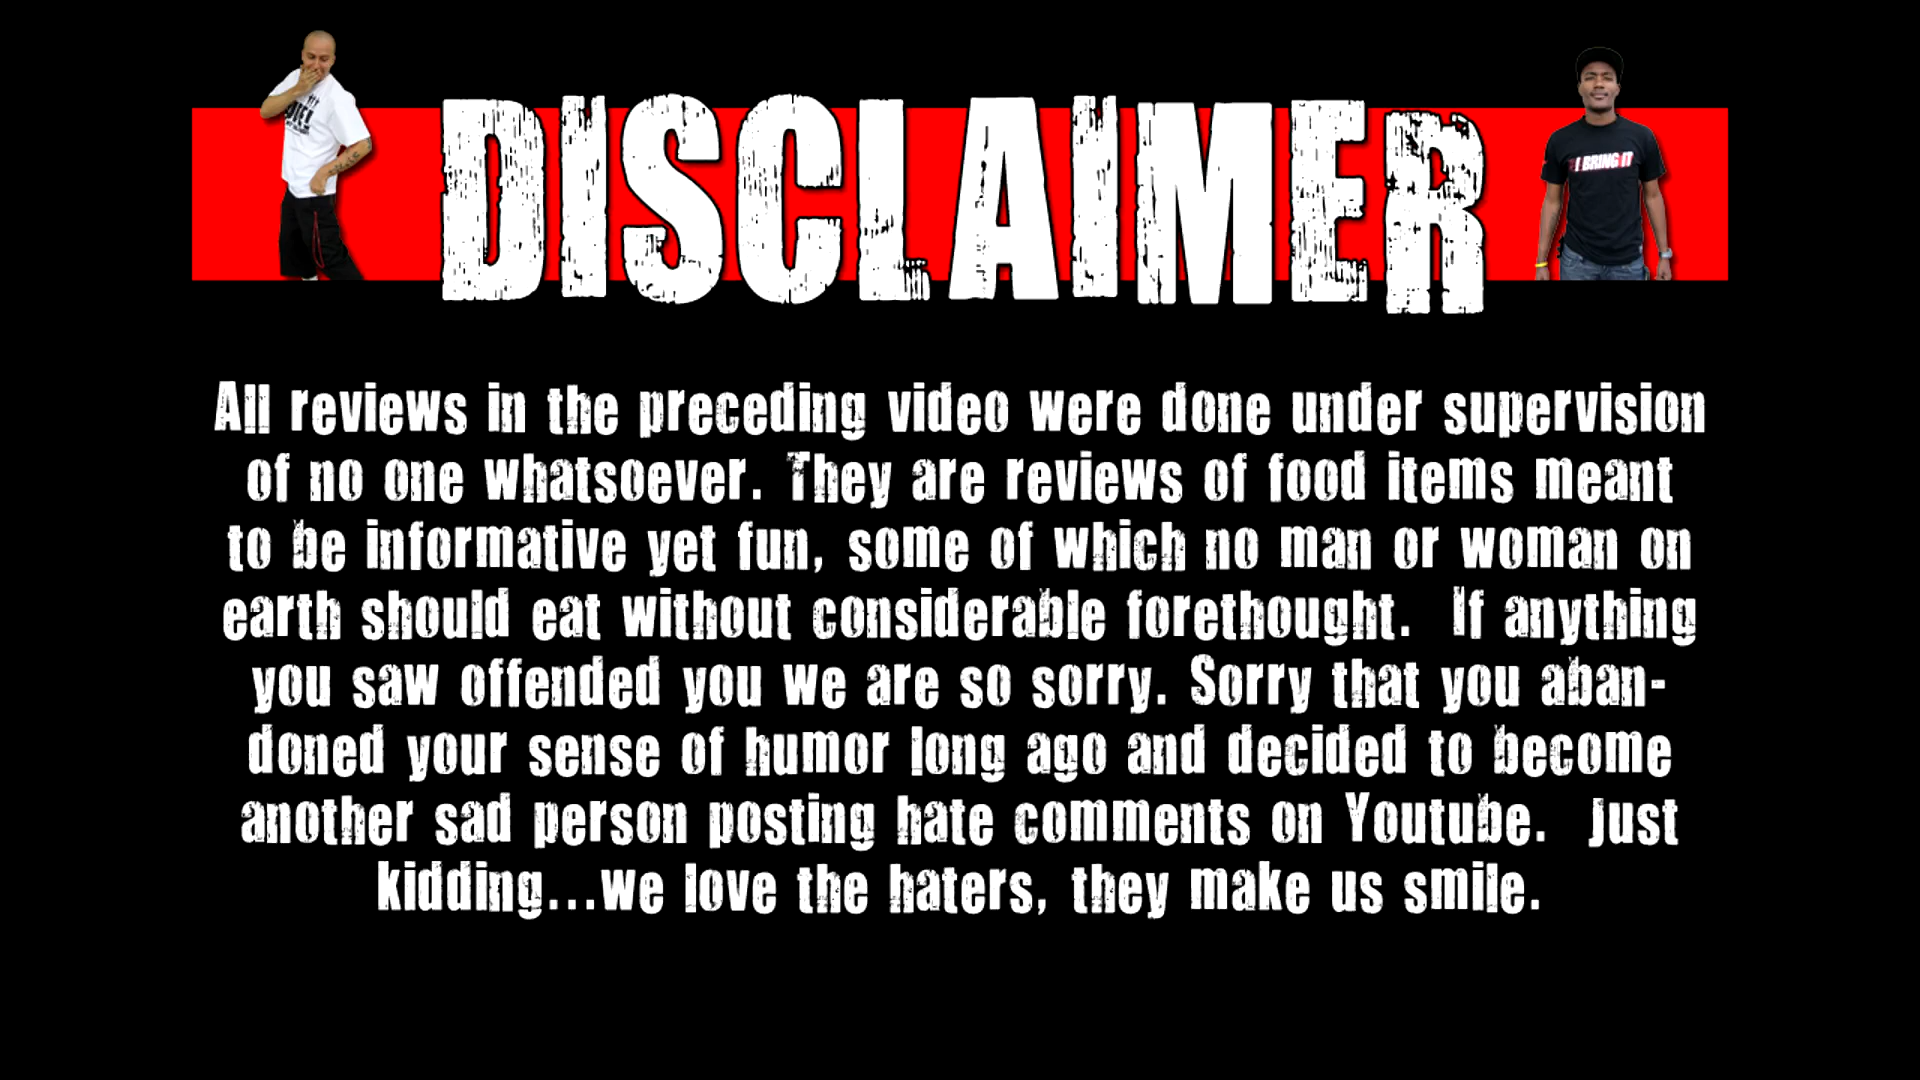 DISCLAIMER
I BRING IT
All reviews in the preceding video were done under supervision
of no one whatsoever. They are reviews of food items meant
to be informative yet fun, some of which no man or woman on
earth should eat without considerable forethought. If anything
you saw offended you we are so sorry. Sorry that you aban-
doned your sense of humor long ago and decided to become
another sad person posting hate comments on Youtube. Just
kidding...we love the haters, they make us smile.